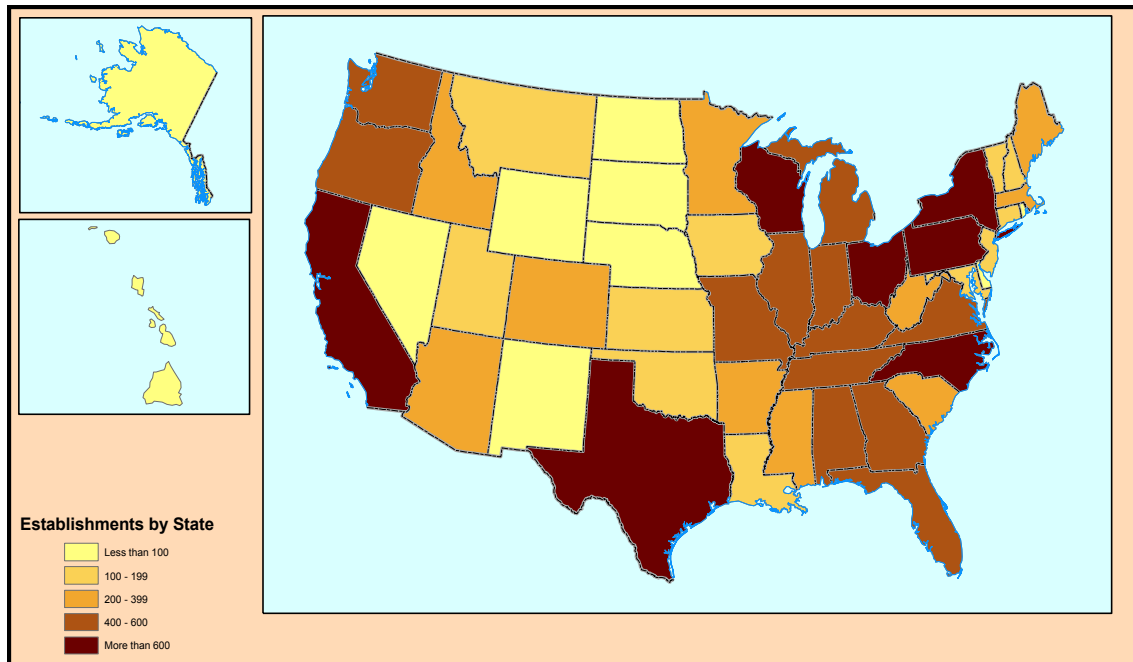 Establishments by State
Less than 100
100 - 199
200 - 399
400 - 600
More than 600